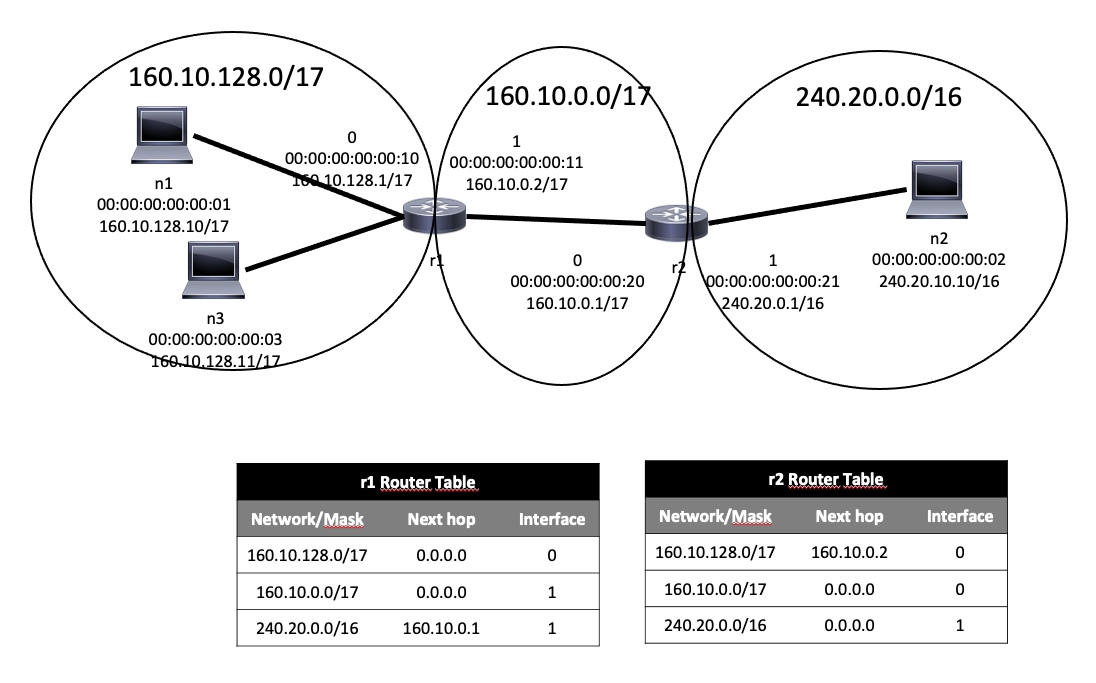 160.10.128.0/17
160.10.0.0/17
240.20.0.0/16
0
00:00:00:00:00:10
160.10.128.1/17
1
00:00:00:00:00:11
160.10.0.2/17
n1
00:00:00:00:00:01
160.10.128.10/17
n3
00:00:00:00:00:03
160.10.128.11/17
r1
0
00:00:00:00:00:20
160.10.0.1/17
r2
1
00:00:00:00:00:21
240.20.0.1/16
n2
00:00:00:00:00:02
240.20.10.10/16
r1 Router Table
Network/Mask Next hop Interface
160.10.128.0/17 0.0.0.0 0
160.10.0.0/17 0.0.0.0 1
240.20.0.0/16 160.10.0.1 1
r2 Router Table
Network/Mask Next hop Interface
160.10.128.0/17 160.10.0.2 0
160.10.0.0/17 0.0.0.0 0
240.20.0.0/16 0.0.0.0 1